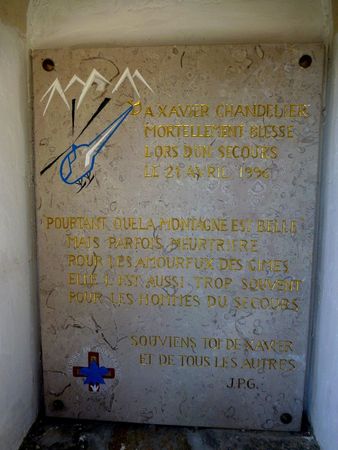 A XAVIER CHANDELIER
MORTELLEMENT BLESSE
LORS D'UN SECOURS
LE 21 AVRIL 1996
POURTANT, QUE LA MONTAGNE EST BELLE
MAIS PARFOIS MEURTRIERE
POUR LES AMOUREUX DES CIMES
ELLE L'EST AUSSI TROP SOUVENT
POUR LES HOMMES DU SECOURS
SOUVIENS TOI DE XAVIER
ET DE TOUS LES AUTRES
J.P.G.